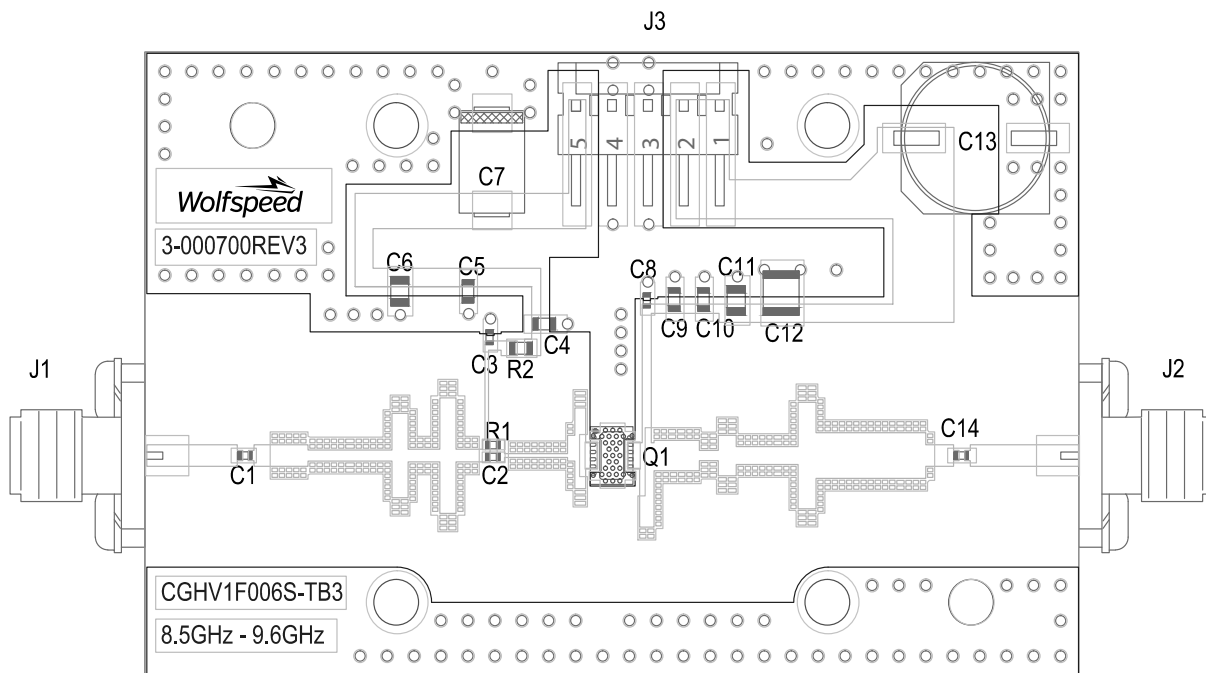 J3
5 4 3 2 1
C13
C7
Wolfspeed
3-000700REV3
C6 C5 C8 C11
C9 C10 C12
C3 C4
R2
J1 J2
R1
C1 C2 Q1 C14
CGHV1F006S-TB3
8.5GHz - 9.6GHz